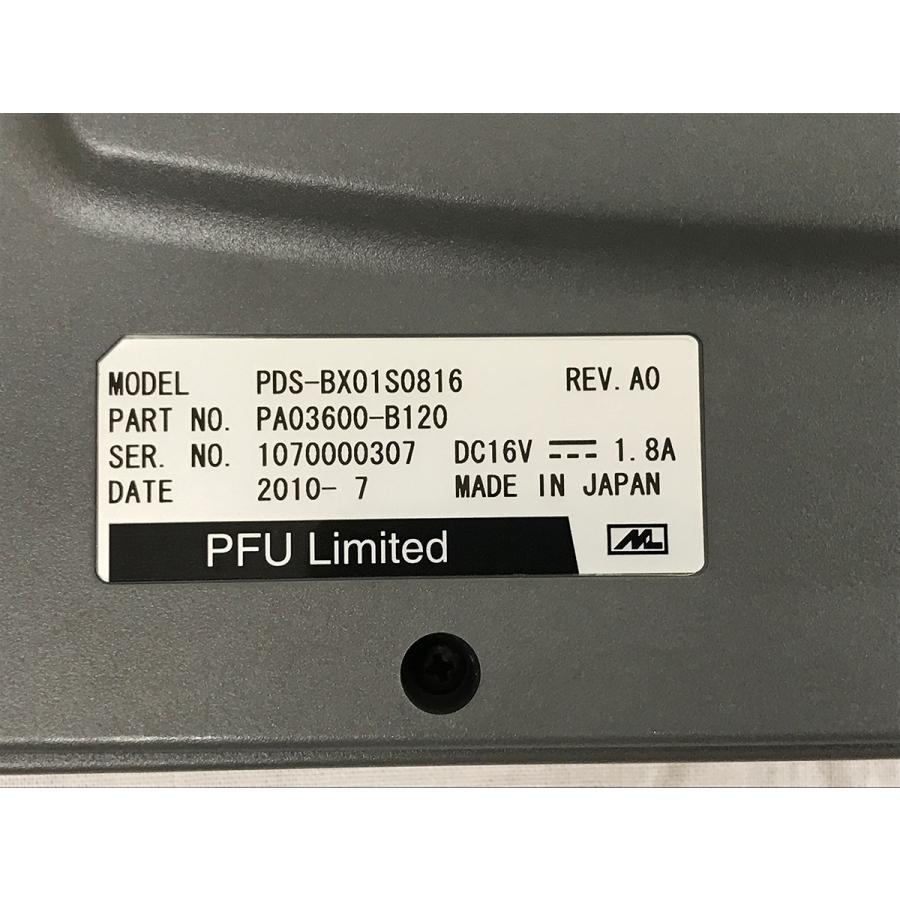 MODEL PDS-BX01S0816 REV. A0
PART NO. PA03600-B120
SER. NO. 1070000307 DC16V ⎓ 1.8A
DATE 2010- 7 MADE IN JAPAN
PFU Limited ML